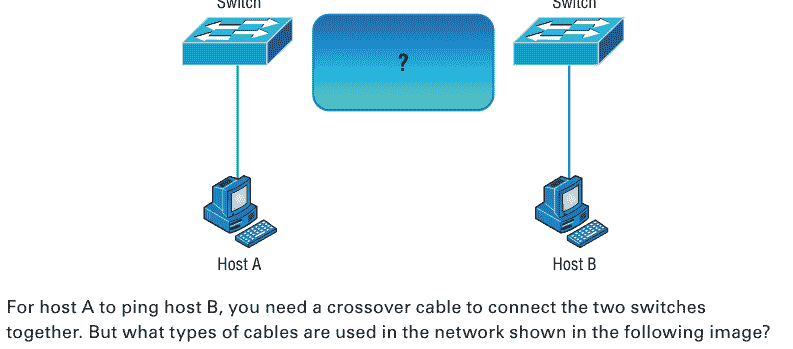 Switch Switch
?
Host A Host B
For host A to ping host B, you need a crossover cable to connect the two switches
together. But what types of cables are used in the network shown in the following image?